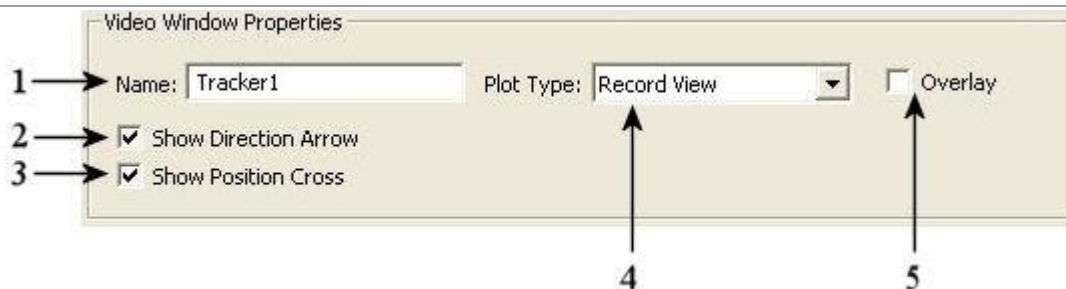 Video Window Properties
1 Name: Tracker1 Plot Type: Record View Overlay
2 Show Direction Arrow
3 Show Position Cross
4 5